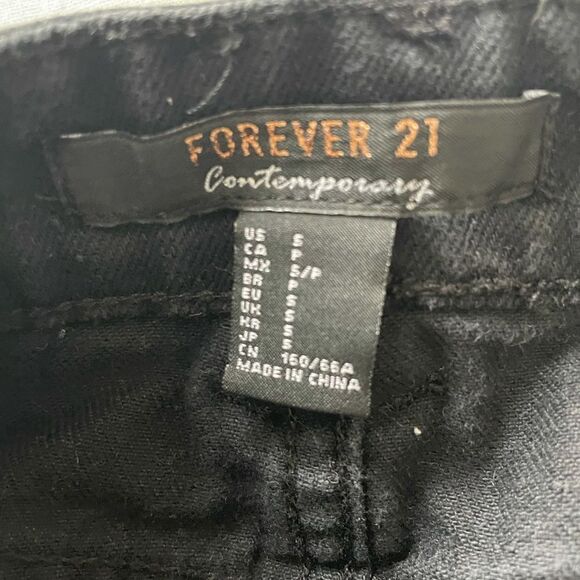 FOREVER 21
Contemporary
US S
CA P
MX S/P
BR P
EU S
UK S
KR S
JP S
CN 160/66A
MADE IN CHINA